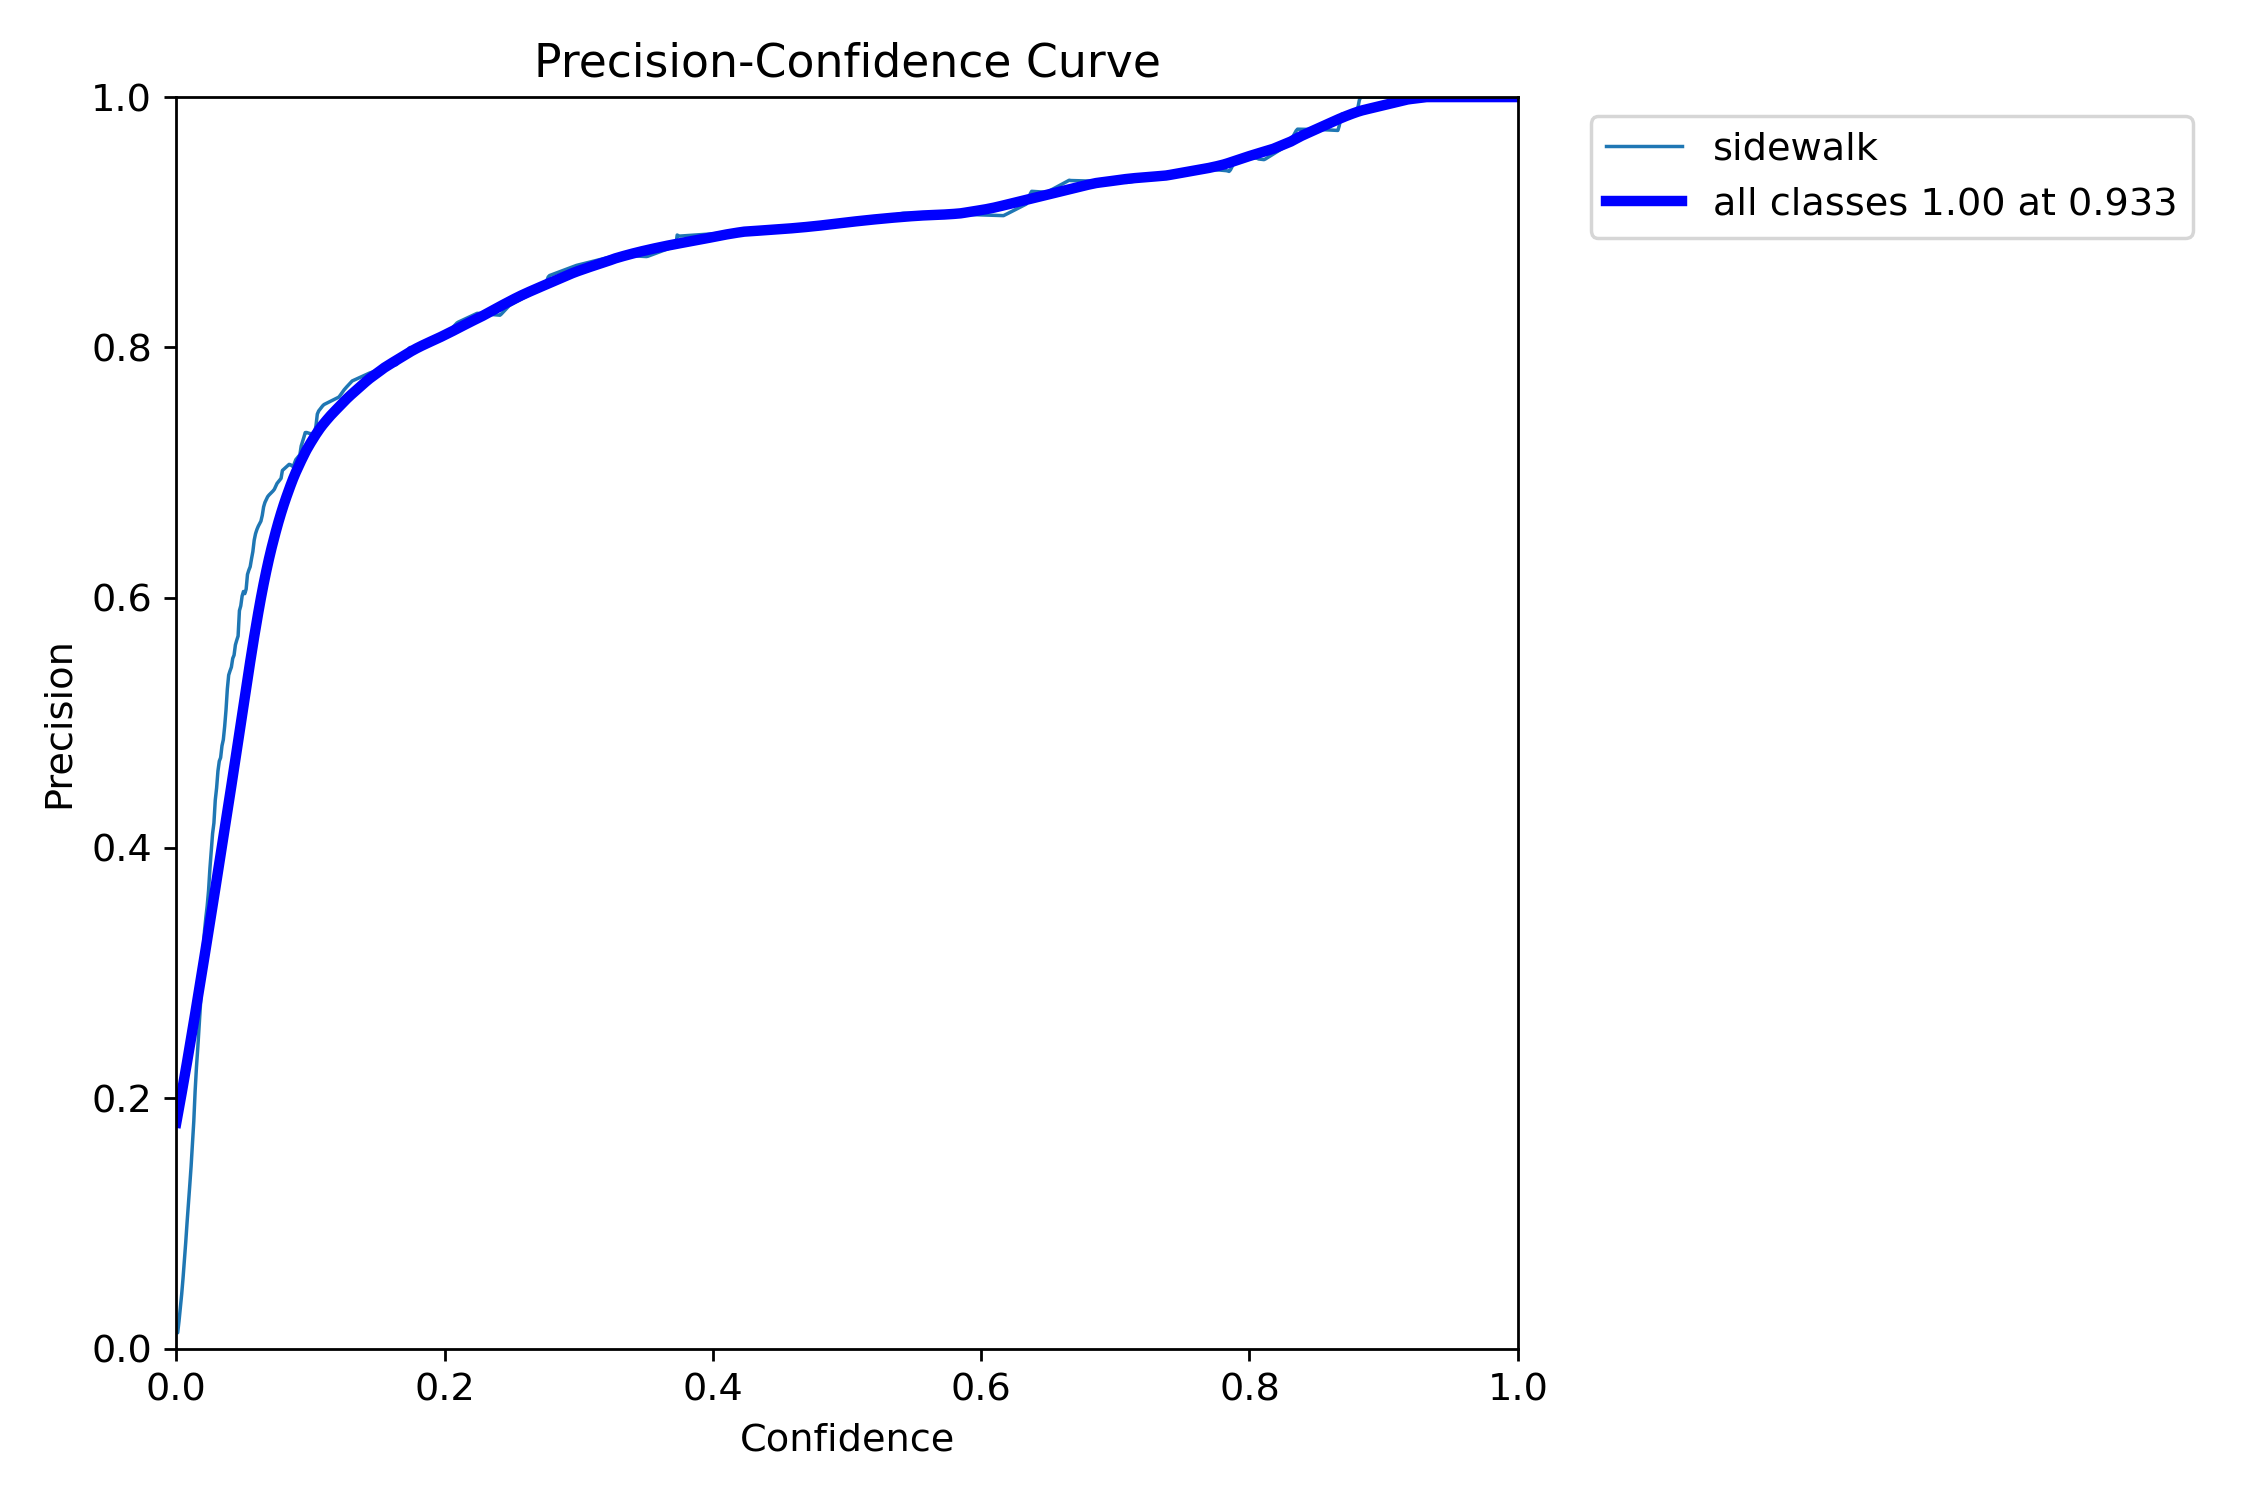 Precision-Confidence Curve
1.0
0.8
0.6
0.4
0.2
0.0
Precision
0.0 0.2 0.4 0.6 0.8 1.0
Confidence
sidewalk
all classes 1.00 at 0.933